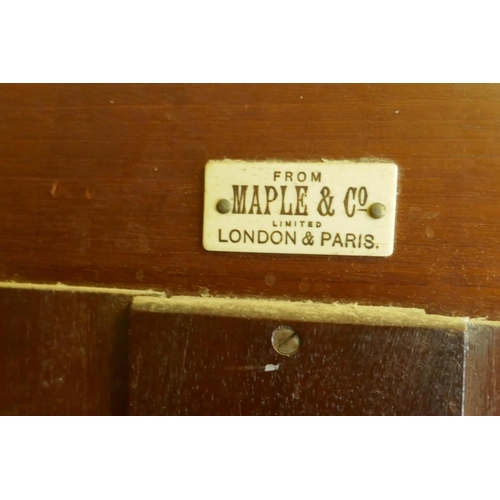 FROM
MAPLE & Co
LIMITED
LONDON & PARIS.